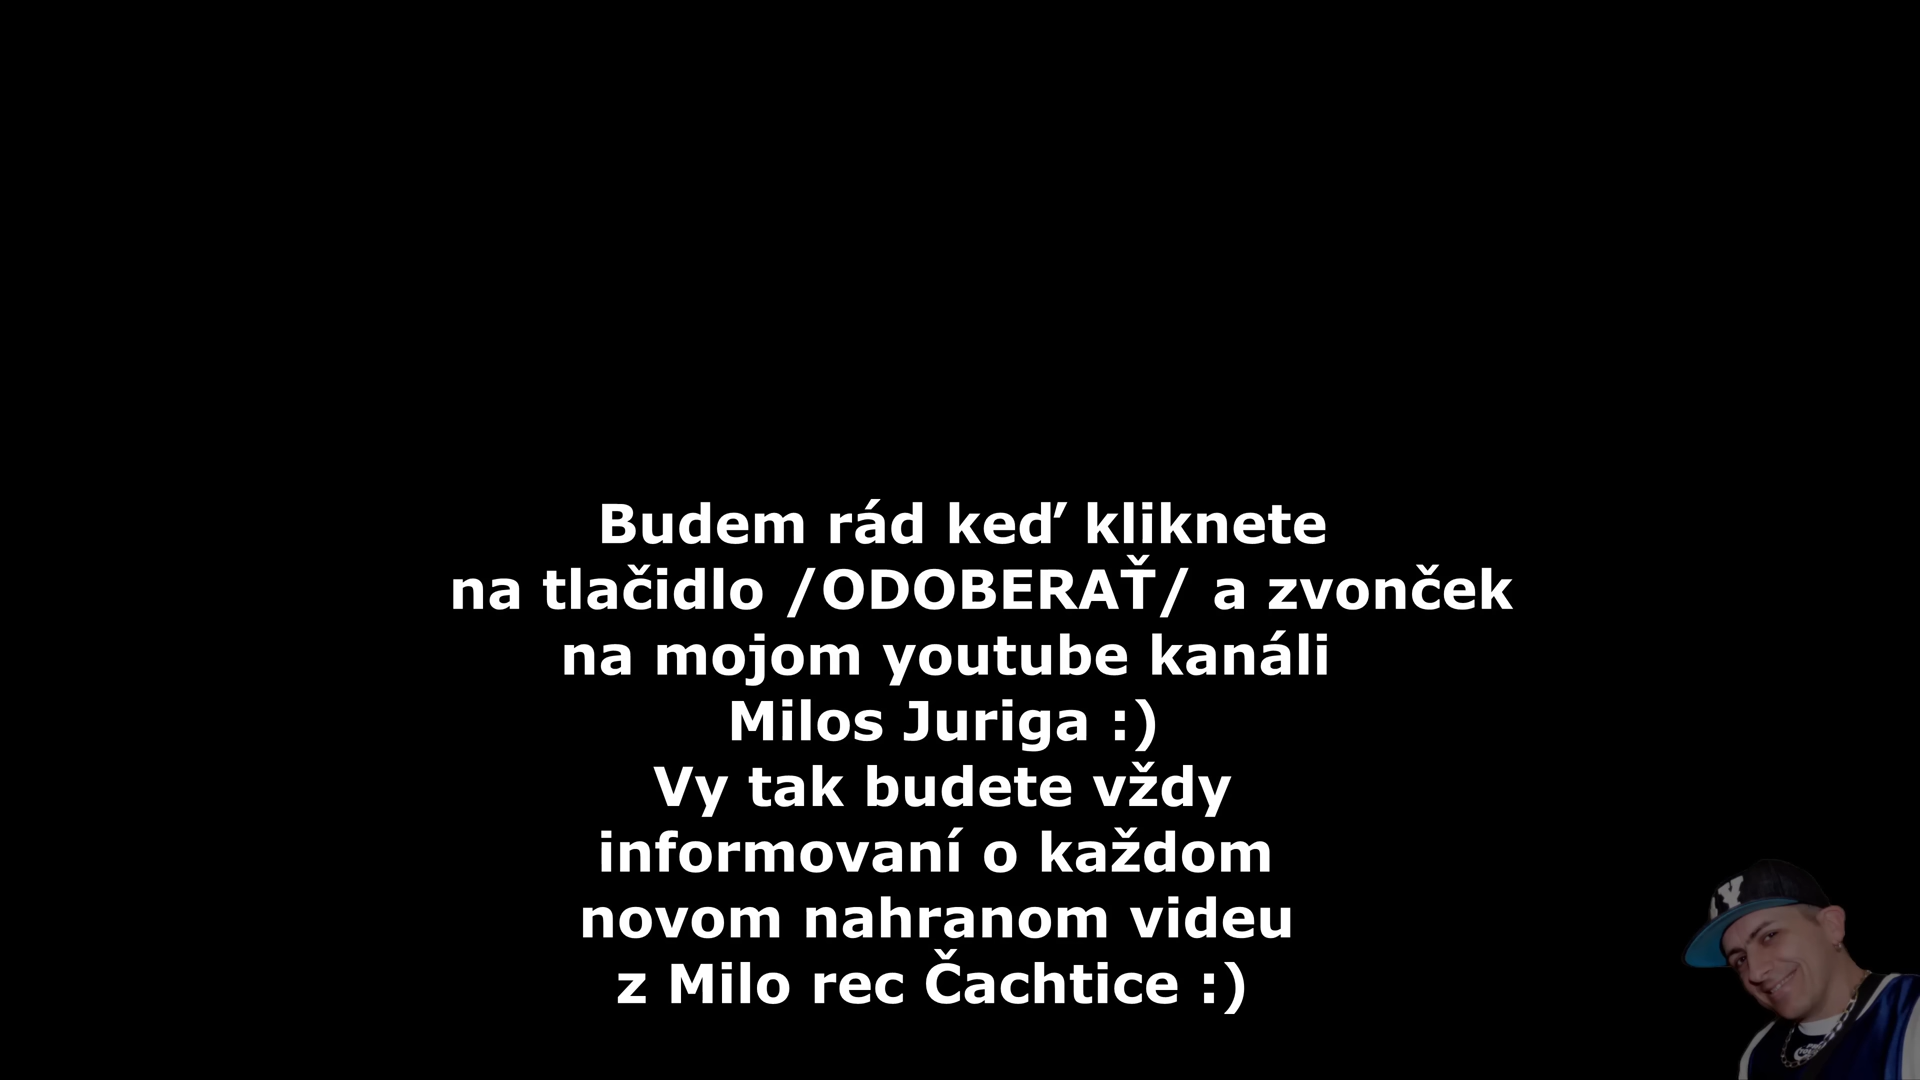 Budem rád keď kliknete
na tlačidlo /ODOBERAŤ/ a zvonček
na mojom youtube kanáli
Milos Juriga :)
Vy tak budete vždy
informovaní o každom
novom nahranom videu
z Milo rec Čachtice :)